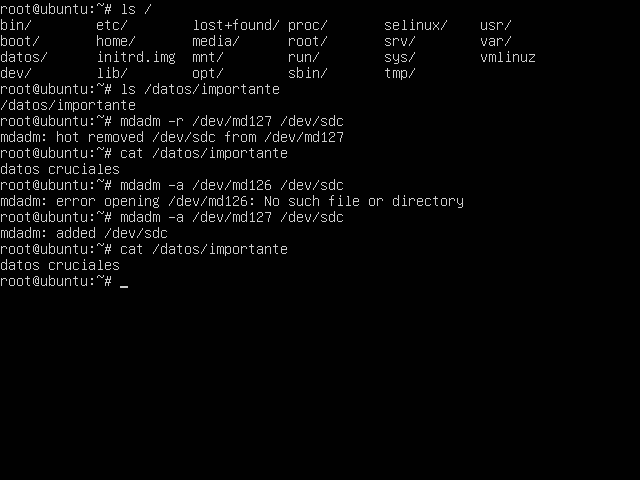 root@ubuntu:~# ls /
bin/ etc/ lost+found/ proc/ selinux/ usr/
boot/ home/ media/ root/ srv/ var/
datos/ initrd.img mnt/ run/ sys/ vmlinuz
dev/ lib/ opt/ sbin/ tmp/
root@ubuntu:~# ls /datos/importante
/datos/importante
root@ubuntu:~# mdadm -r /dev/md127 /dev/sdc
mdadm: hot removed /dev/sdc from /dev/md127
root@ubuntu:~# cat /datos/importante
datos cruciales
root@ubuntu:~# mdadm -a /dev/md126 /dev/sdc
mdadm: error opening /dev/md126: No such file or directory
root@ubuntu:~# mdadm -a /dev/md127 /dev/sdc
mdadm: added /dev/sdc
root@ubuntu:~# cat /datos/importante
datos cruciales
root@ubuntu:~# _